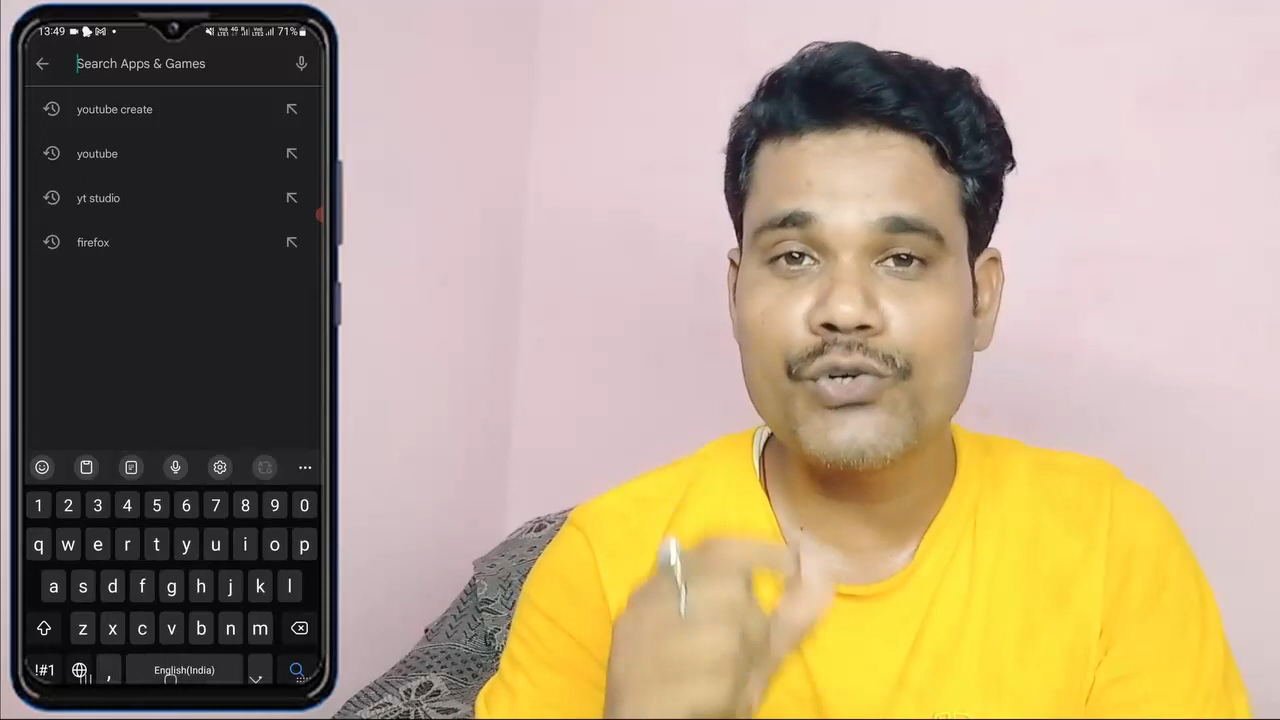 13:49 71%
Search Apps & Games
youtube create
youtube
yt studio
firefox
1 2 3 4 5 6 7 8 9 0
q w e r t y u i o p
a s d f g h j k l
z x c v b n m
!#1 , English(India)